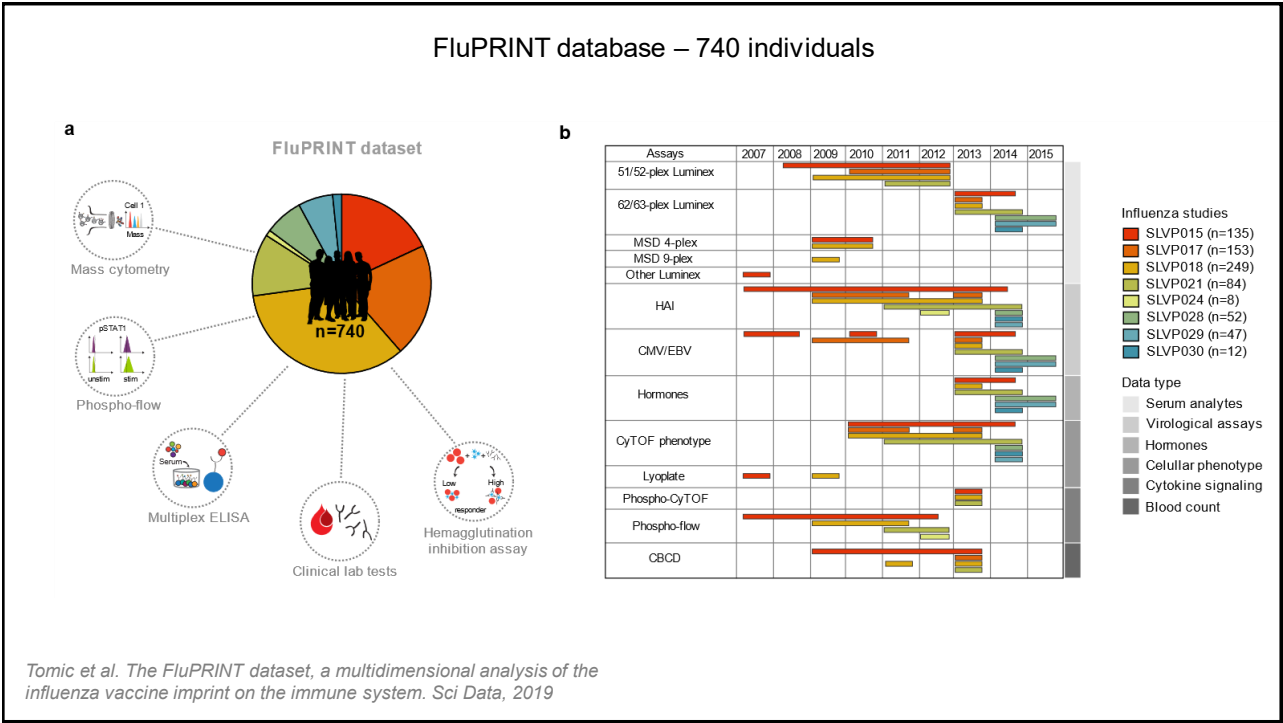 FluPRINT database – 740 individuals
a
FluPRINT dataset
Cell 1
Mass
Mass cytometry
pSTAT1
unstim
stim
Phospho-flow
Serum
Multiplex ELISA
Clinical lab tests
Low
High
responder
Hemagglutination
inhibition assay
n=740
b
Assays 2007 2008 2009 2010 2011 2012 2013 2014 2015
51/52-plex Luminex
62/63-plex Luminex
MSD 4-plex
MSD 9-plex
Other Luminex
HAI
CMV/EBV
Hormones
CyTOF phenotype
Lyoplate
Phospho-CyTOF
Phospho-flow
CBCD
Influenza studies
SLVP015 (n=135)
SLVP017 (n=153)
SLVP018 (n=249)
SLVP021 (n=84)
SLVP024 (n=8)
SLVP028 (n=52)
SLVP029 (n=47)
SLVP030 (n=12)
Data type
Serum analytes
Virological assays
Hormones
Celullar phenotype
Cytokine signaling
Blood count
Tomic et al. The FluPRINT dataset, a multidimensional analysis of the
influenza vaccine imprint on the immune system. Sci Data, 2019